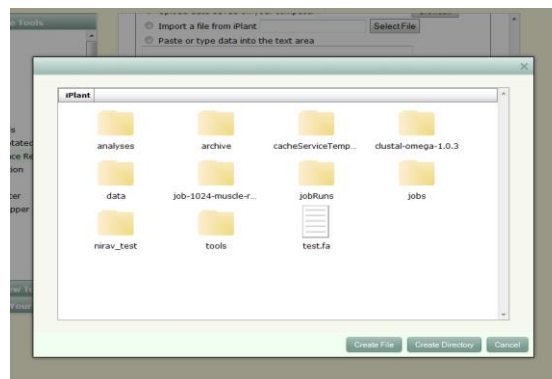 Tools
Import a file from iPlant
Select File
Paste or type data into the text area
iPlant
analyses
archive
cacheServiceTemp...
clustal-omega-1.0.3
data
job-1024-muscle-r...
jobRuns
jobs
nirav_test
tools
test.fa
Create File
Create Directory
Cancel